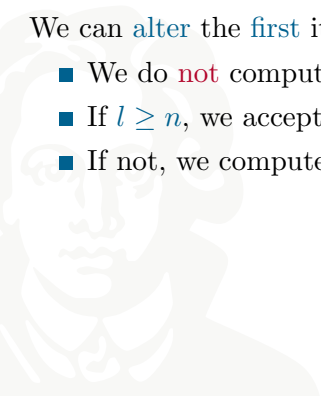 We can alter the first
We do not comput
If l ≥ n, we accept
If not, we compute